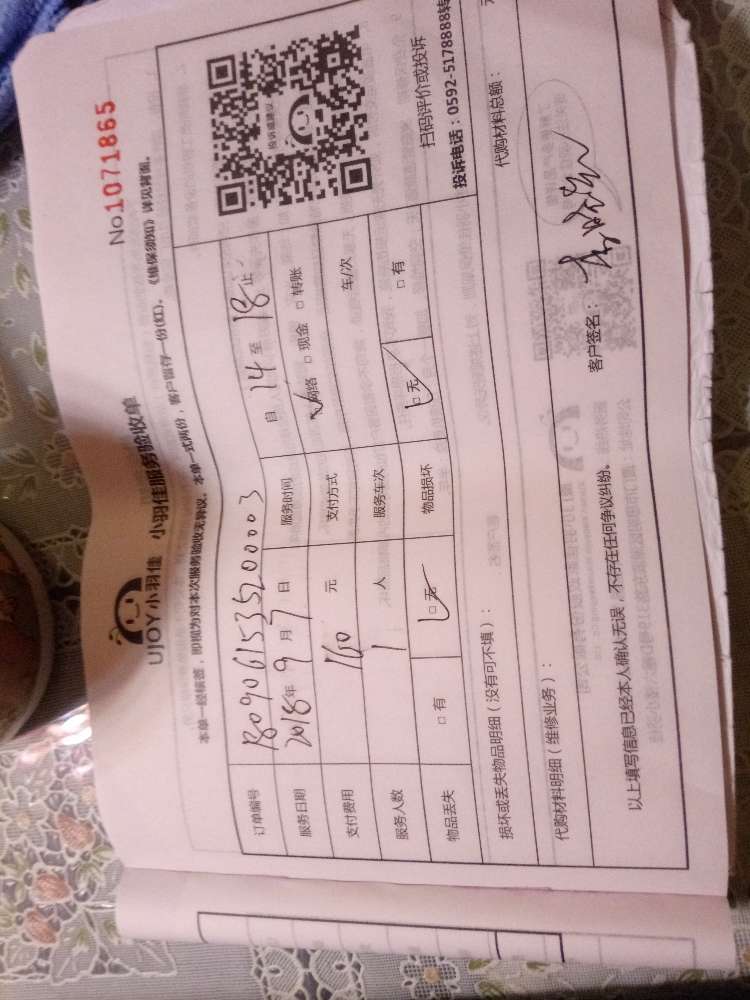 No.1071865
UJOY小羽佳 小羽佳服务验收单
本单一经核签，即视为对本次服务验收无异议。本单一式两份，客户留存一份(红)。《维保须知》详见背面。
订单编号 180906153520003
服务日期 2018年9月7日 服务时间 自14至18止
支付费用 160元 支付方式 网络 □现金 □转账
服务人数 1人 服务车次 车/次
物品丢失 □有 □无 物品损坏 □无 □有
投诉或建议
扫码评价或投诉
投诉电话：0592-5178888转
损坏或丢失物品明细（没有可不填）：
代购材料明细（维修业务）： 代购材料总额：
以上填写信息已经本人确认无误，不存在任何争议纠纷。 客户签名：